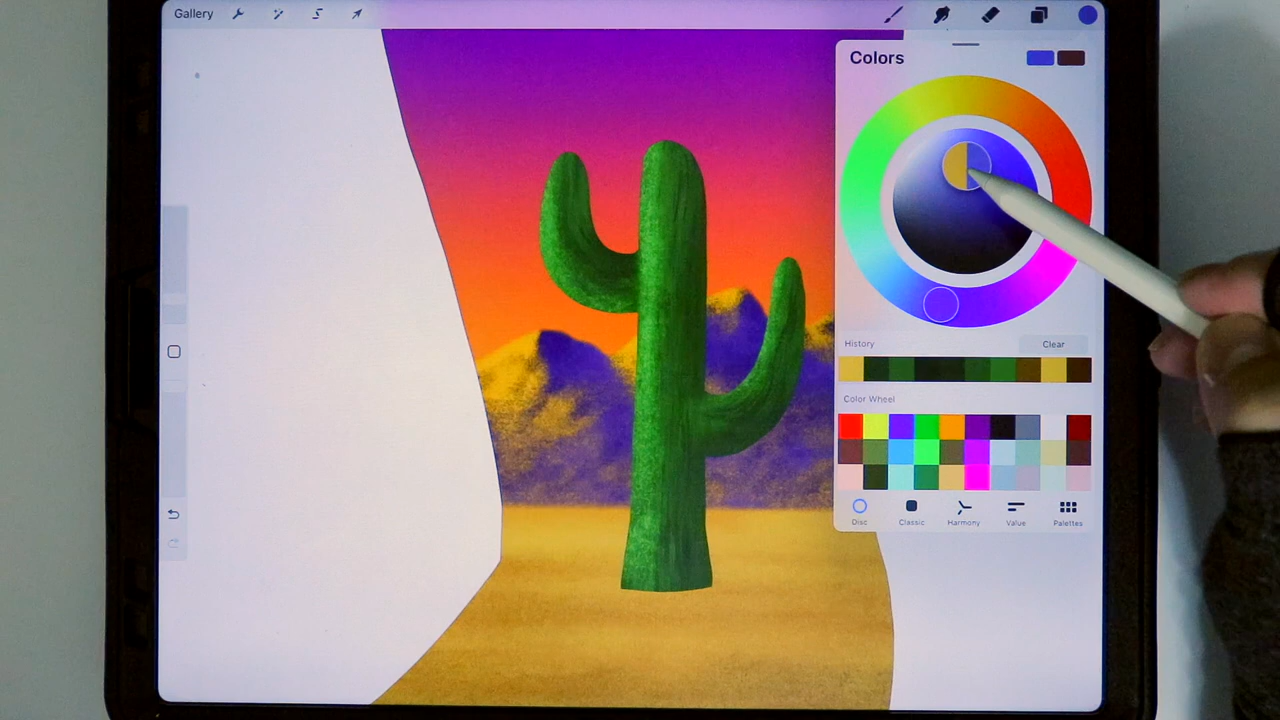 Gallery
Colors
History
Clear
Color Wheel
Disc
Classic
Harmony
Value
Palettes